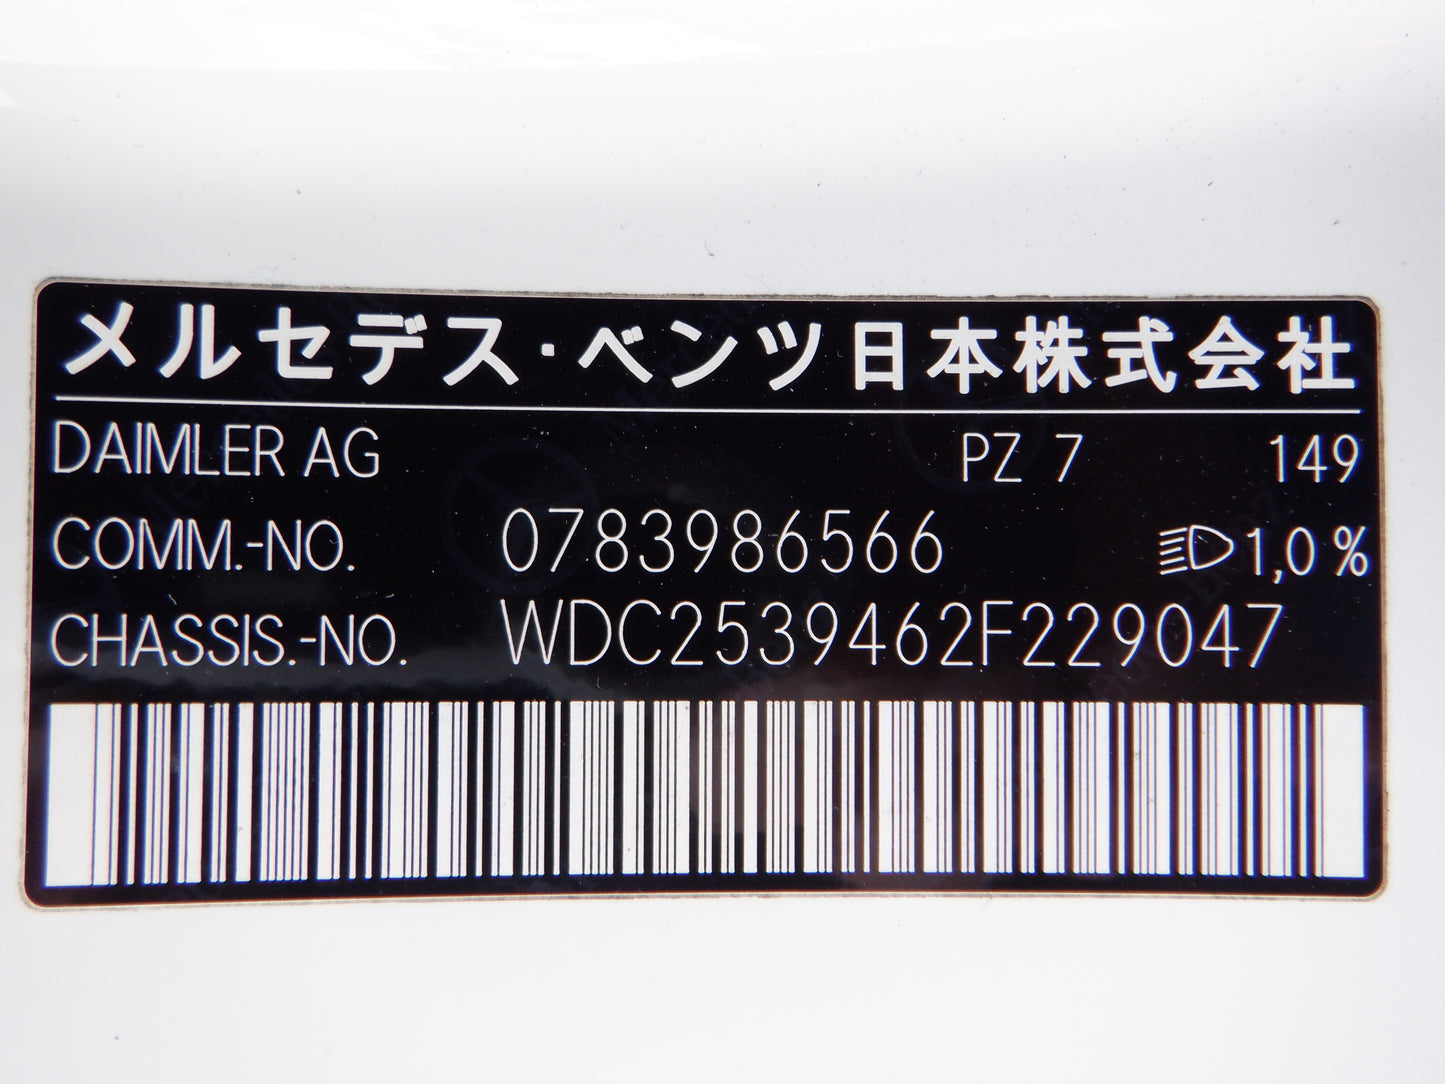 メルセデス・ベンツ日本株式会社
DAIMLER AG PZ 7 149
COMM.-NO. 0783986566 1,0 %
CHASSIS.-NO. WDC2539462F229047